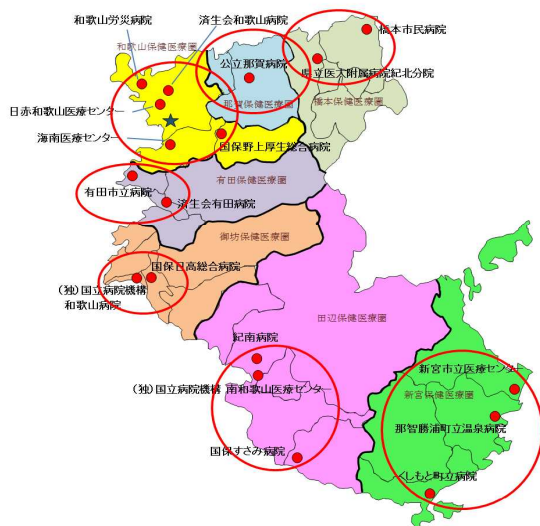 和歌山労災病院
済生会和歌山病院
橋本市民病院
和歌山保健医療圏
公立那賀病院
県立医大附属病院紀北分院
日赤和歌山医療センター
那賀保健医療圏
橋本保健医療圏
海南医療センター
国保野上厚生総合病院
有田保健医療圏
有田市立病院
済生会有田病院
御坊保健医療圏
国保日高総合病院
(独)国立病院機構
和歌山病院
田辺保健医療圏
紀南病院
新宮市立医療センター
(独)国立病院機構 南和歌山医療センター
新宮保健医療圏
那智勝浦町立温泉病院
国保すさみ病院
くしもと町立病院